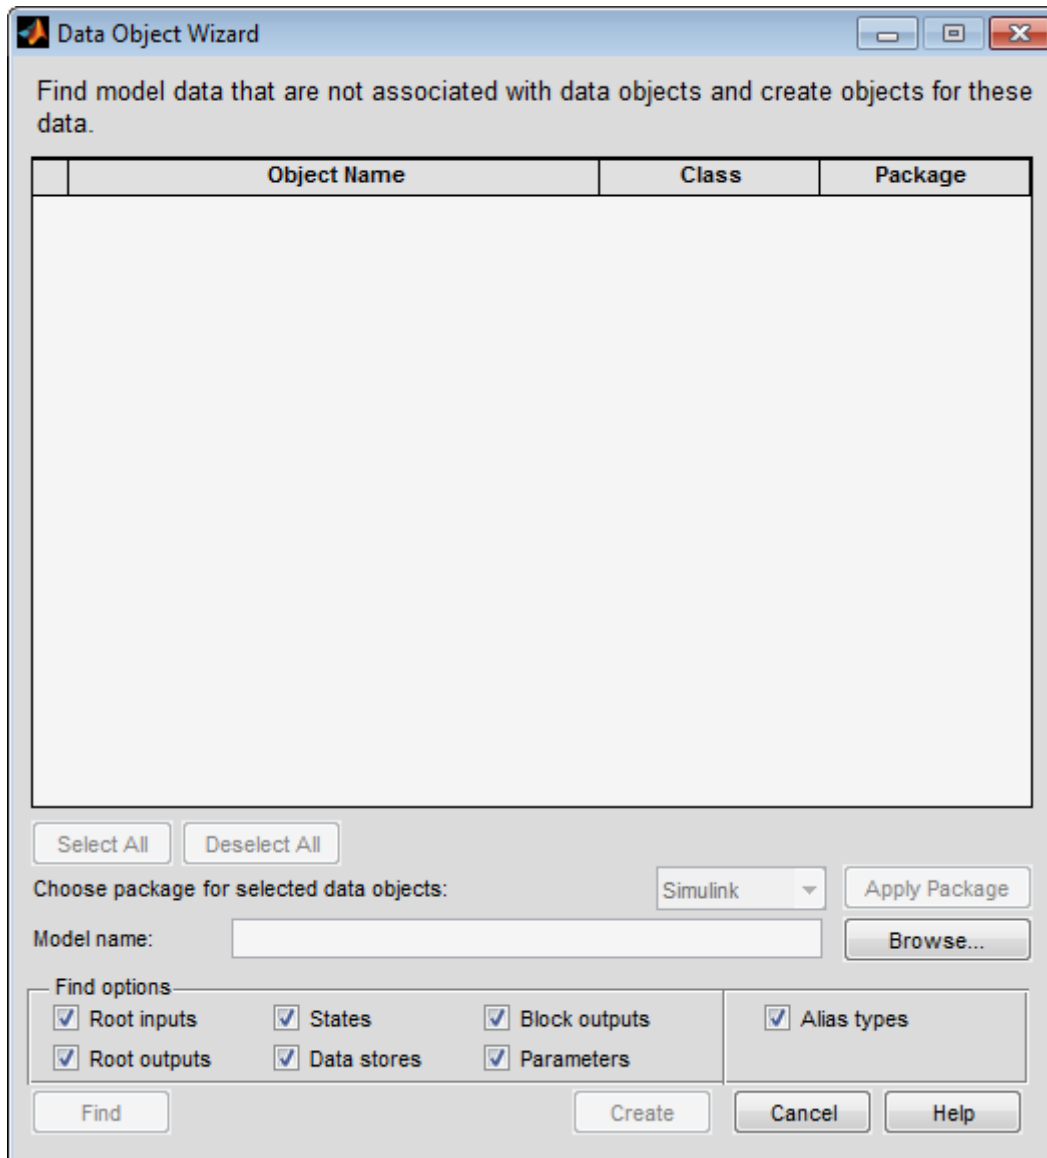 Data Object Wizard
Find model data that are not associated with data objects and create objects for these
data.
Object Name Class Package
Select All Deselect All
Choose package for selected data objects: Simulink Apply Package
Model name: Browse...
Find options
Root inputs States Block outputs Alias types
Root outputs Data stores Parameters
Find Create Cancel Help